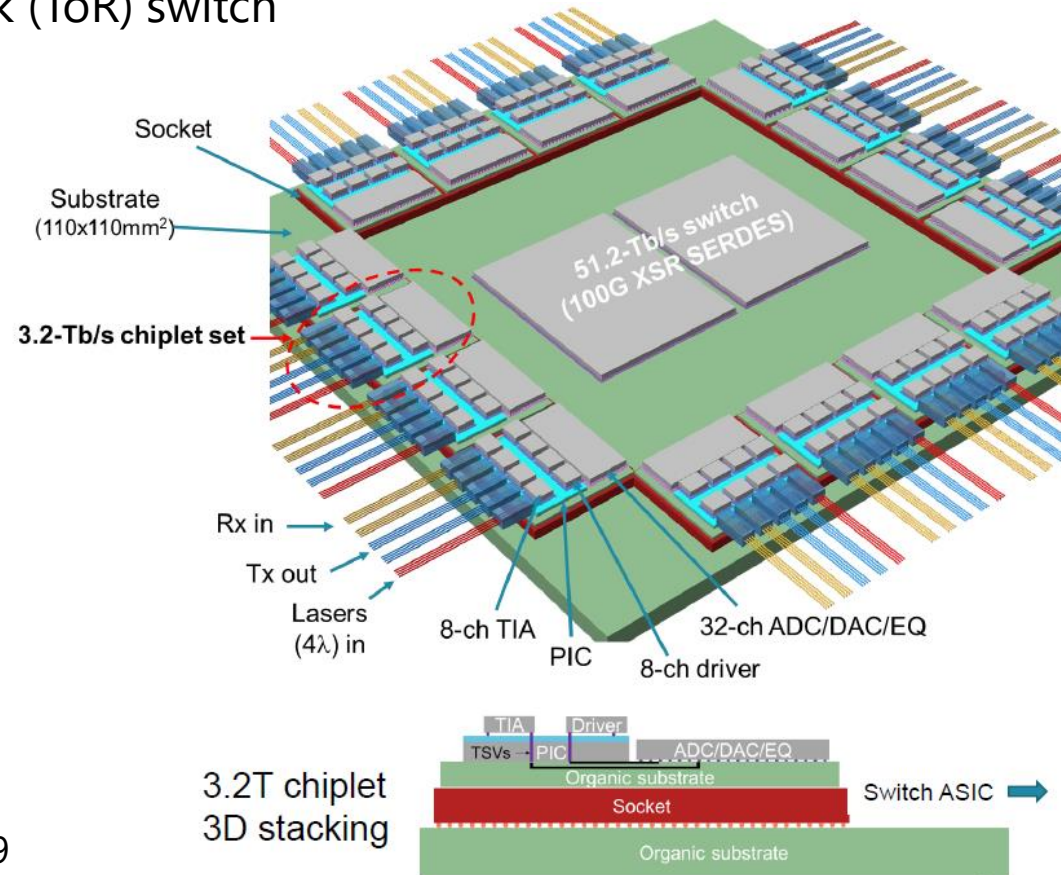 k (ToR) switch
Socket
Substrate
(110x110mm²)
51.2-Tb/s switch
(100G XSR SERDES)
3.2-Tb/s chiplet set
Rx in
Tx out
Lasers
(4λ) in
8-ch TIA
PIC
8-ch driver
32-ch ADC/DAC/EQ
TIA
Driver
TSVs
PIC
ADC/DAC/EQ
Organic substrate
3.2T chiplet
3D stacking
Socket
Switch ASIC
Organic substrate
9